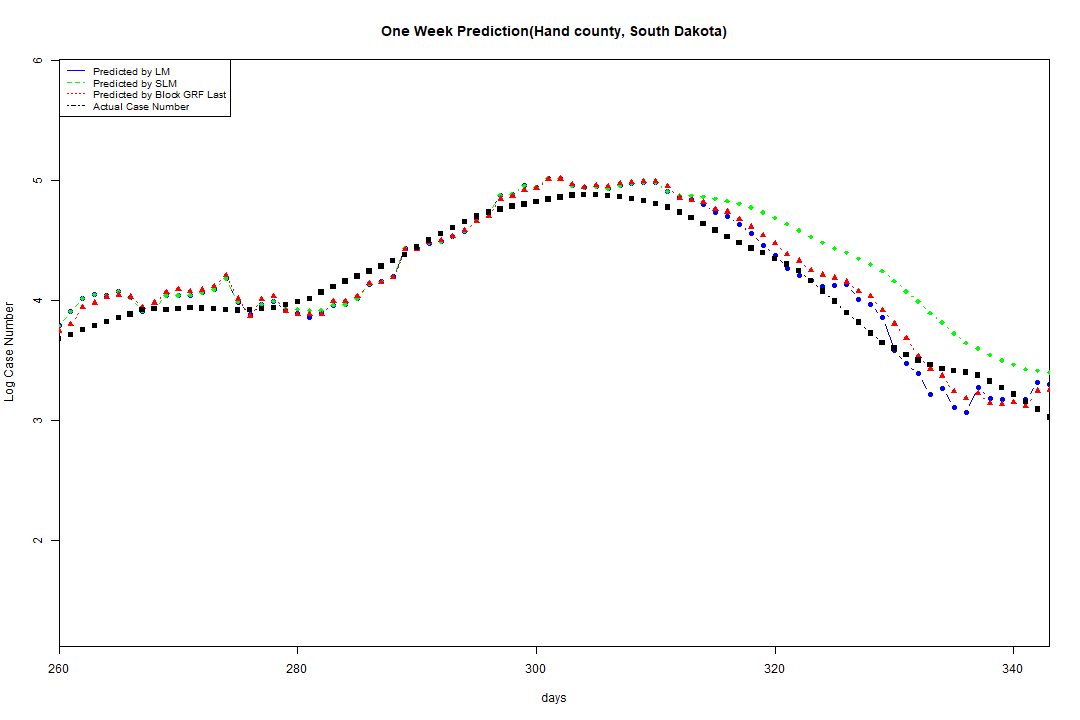 One Week Prediction(Hand county, South Dakota)
Predicted by LM
Predicted by SLM
Predicted by Block GRF Last
Actual Case Number
6
5
4
3
2
Log Case Number
260
280
300
320
340
days